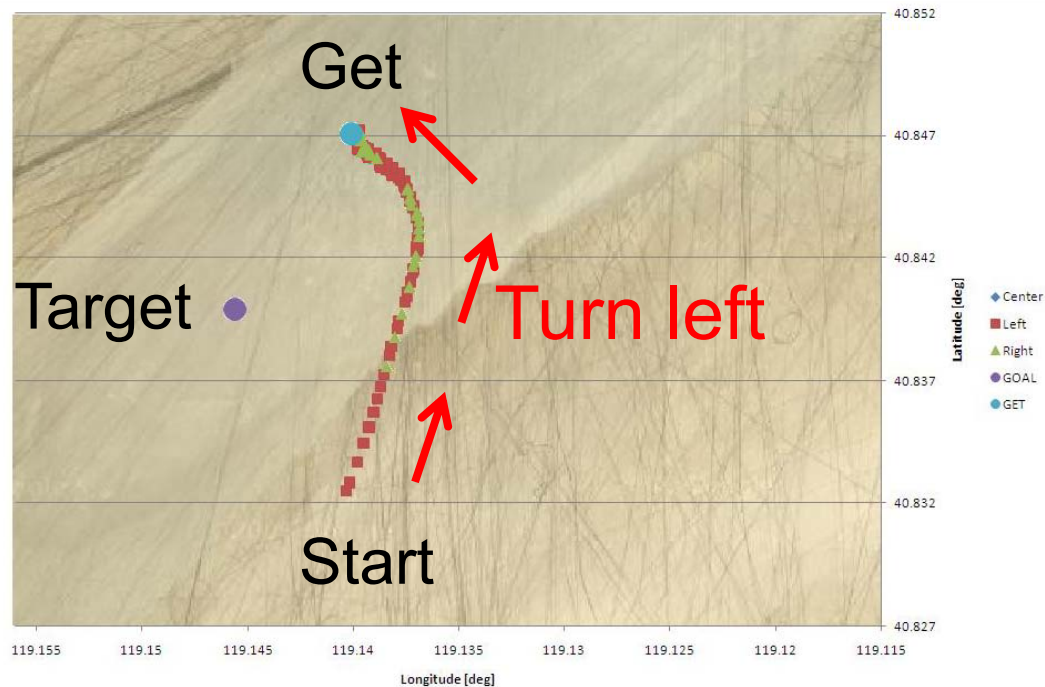 Get
Target
Turn left
Start
40.852
40.847
40.842
40.837
40.832
40.827
Latitude [deg]
Center
Left
Right
GOAL
GET
119.155
119.15
119.145
119.14
119.135
119.13
119.125
119.12
119.115
Longitude [deg]